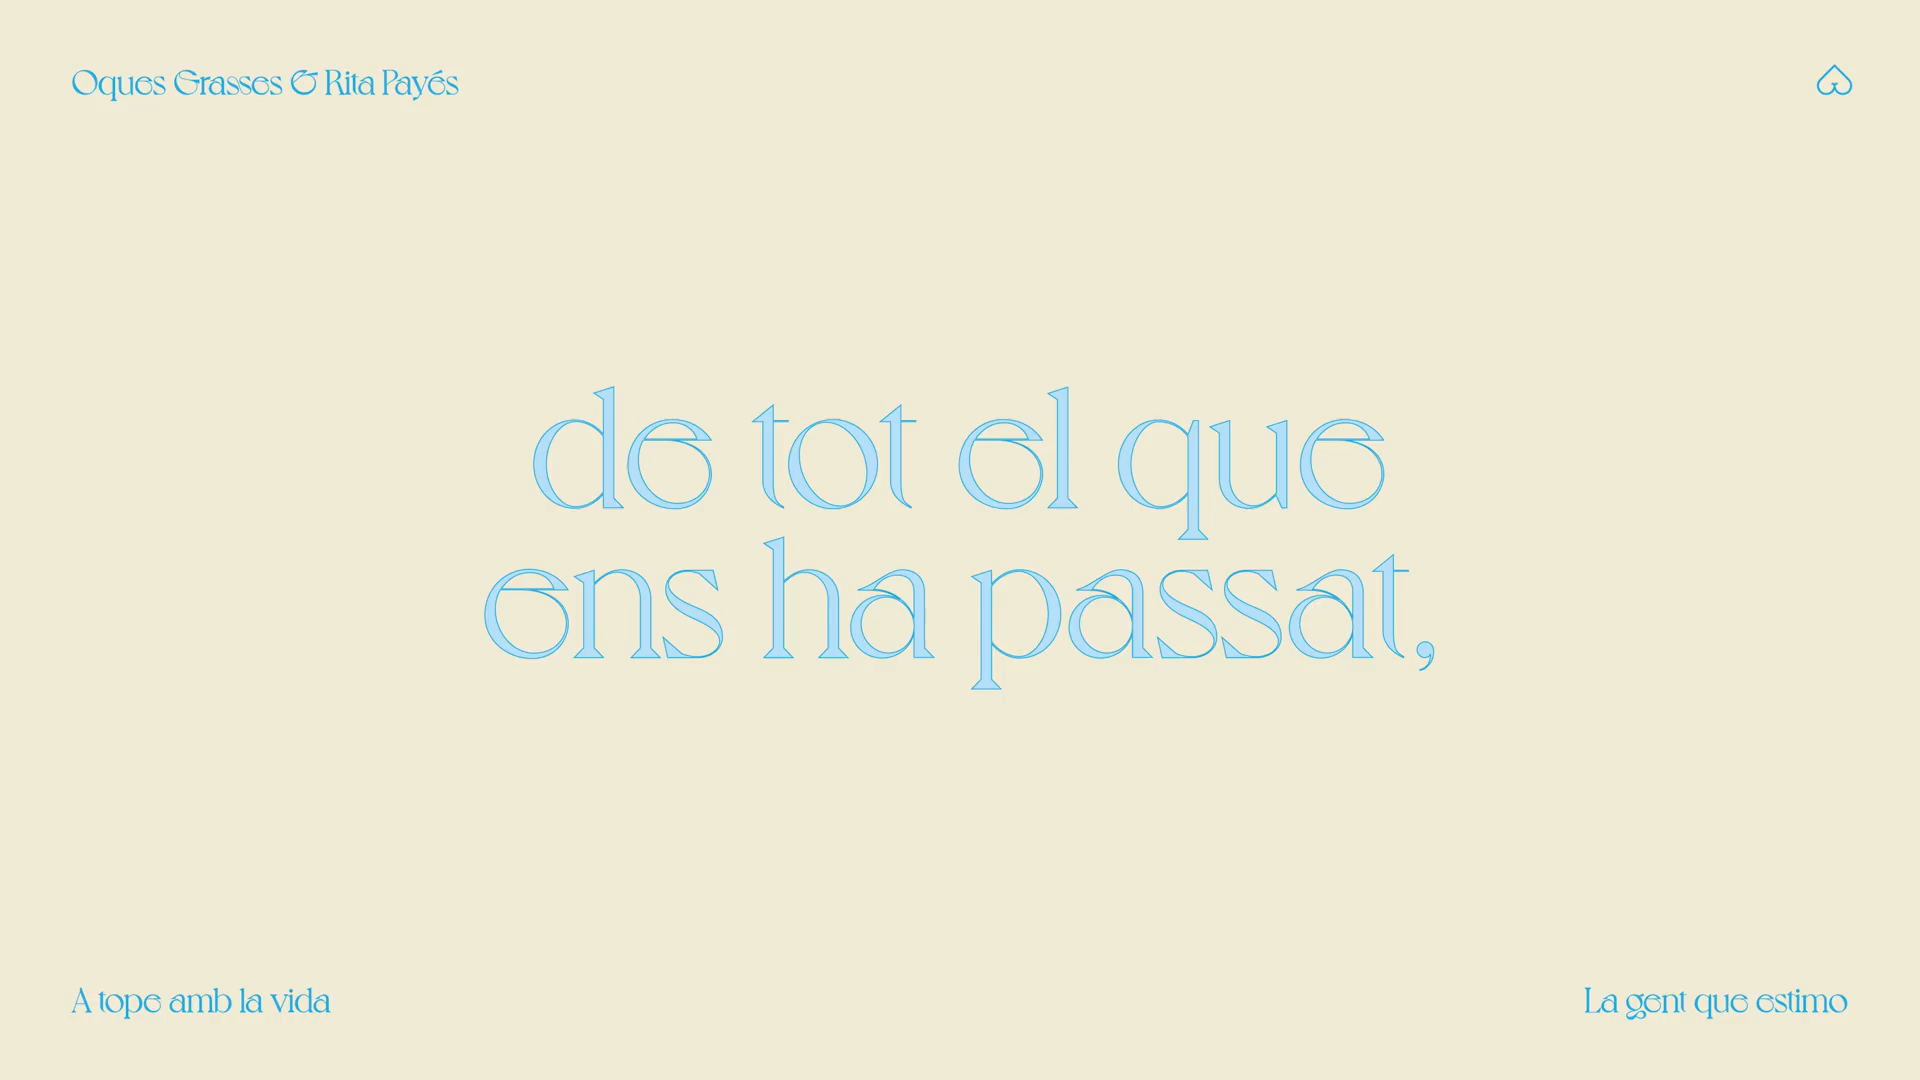 Oques Grasses & Rita Payés
de tot el que
ens ha passat,
A tope amb la vida
La gent que estimo